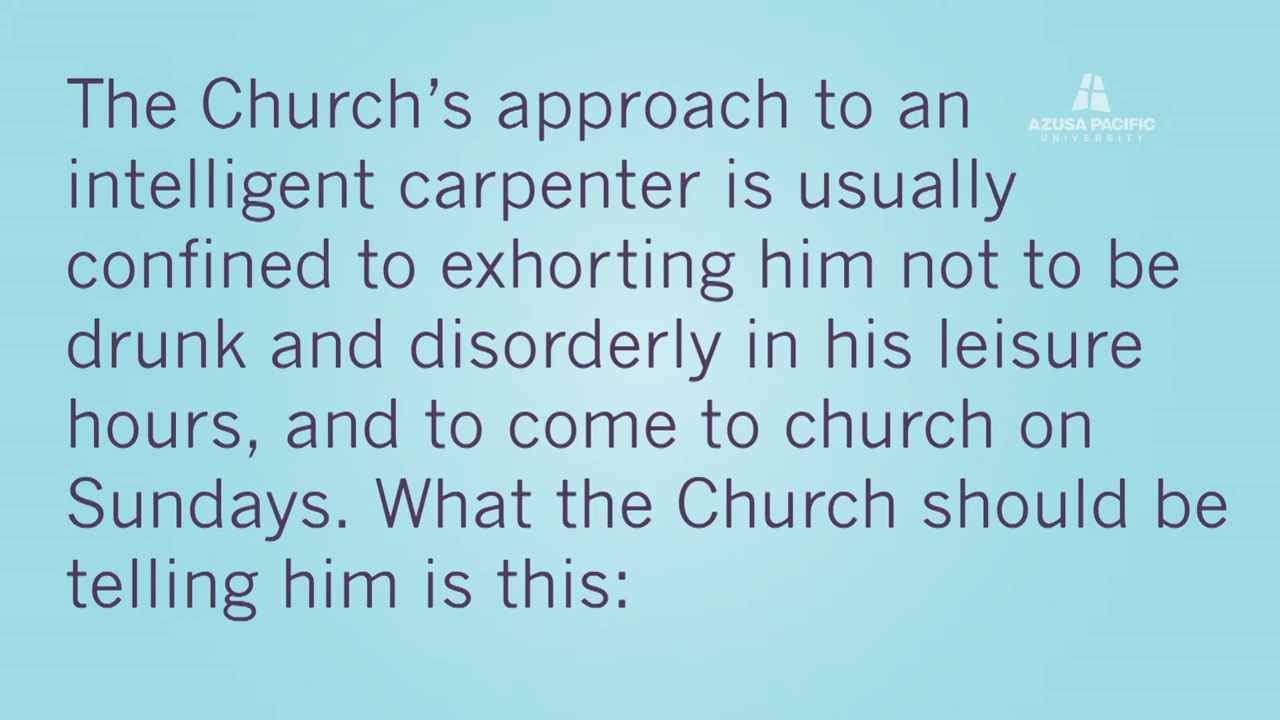 The Church’s approach to an
AZUSA PACIFIC
UNIVERSITY
intelligent carpenter is usually
confined to exhorting him not to be
drunk and disorderly in his leisure
hours, and to come to church on
Sundays. What the Church should be
telling him is this: